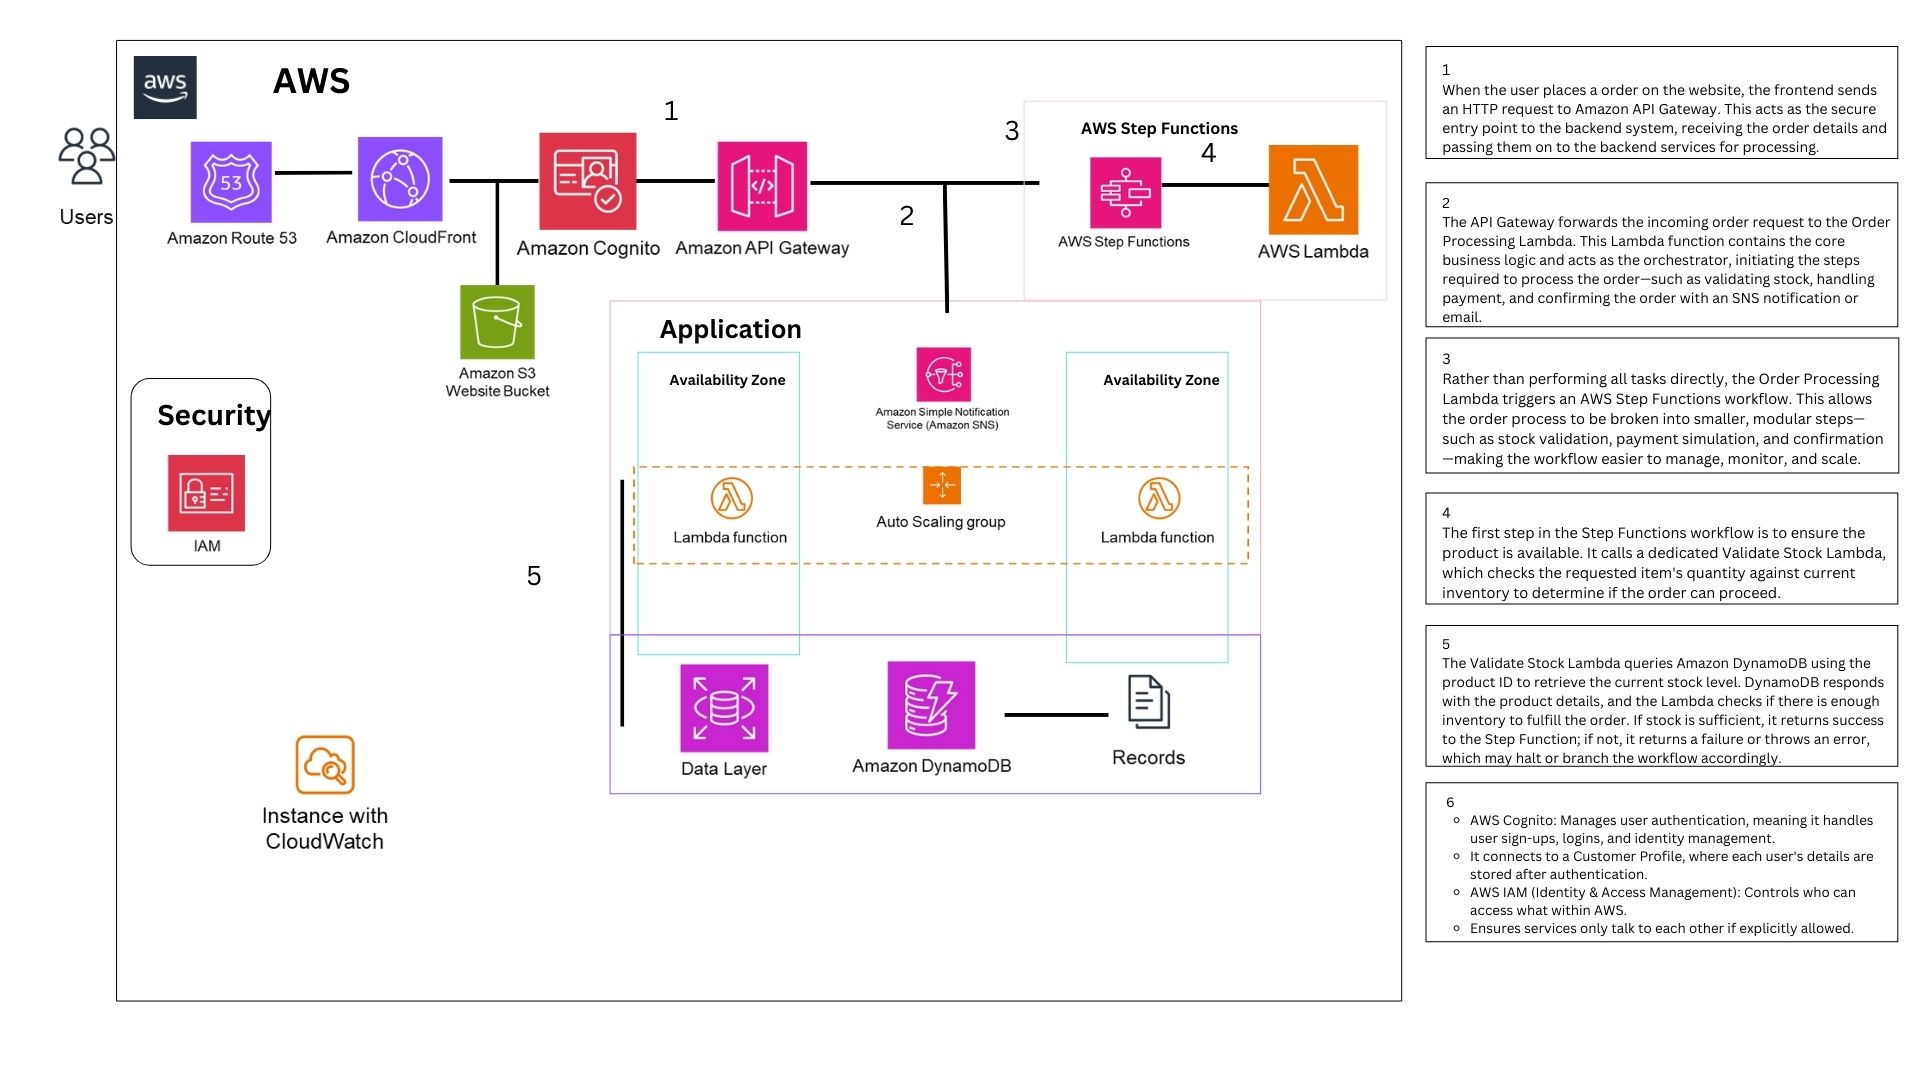 aws
AWS
Users
53
Amazon Route 53
Amazon CloudFront
1
Amazon Cognito
Amazon API Gateway
2
3
AWS Step Functions
4
AWS Step Functions
AWS Lambda
Amazon S3
Website Bucket
Security
IAM
Instance with
CloudWatch
Application
Availability Zone
Availability Zone
Amazon Simple Notification
Service (Amazon SNS)
Lambda function
Auto Scaling group
Lambda function
5
Data Layer
Amazon DynamoDB
Records
1
When the user places a order on the website, the frontend sends
an HTTP request to Amazon API Gateway. This acts as the secure
entry point to the backend system, receiving the order details and
passing them on to the backend services for processing.
2
The API Gateway forwards the incoming order request to the Order
Processing Lambda. This Lambda function contains the core
business logic and acts as the orchestrator, initiating the steps
required to process the order—such as validating stock, handling
payment, and confirming the order with an SNS notification or
email.
3
Rather than performing all tasks directly, the Order Processing
Lambda triggers an AWS Step Functions workflow. This allows
the order process to be broken into smaller, modular steps—
such as stock validation, payment simulation, and confirmation
—making the workflow easier to manage, monitor, and scale.
4
The first step in the Step Functions workflow is to ensure the
product is available. It calls a dedicated Validate Stock Lambda,
which checks the requested item's quantity against current
inventory to determine if the order can proceed.
5
The Validate Stock Lambda queries Amazon DynamoDB using the
product ID to retrieve the current stock level. DynamoDB responds
with the product details, and the Lambda checks if there is enough
inventory to fulfill the order. If stock is sufficient, it returns success
to the Step Function; if not, it returns a failure or throws an error,
which may halt or branch the workflow accordingly.
6
AWS Cognito: Manages user authentication, meaning it handles
user sign-ups, logins, and identity management.
It connects to a Customer Profile, where each user's details are
stored after authentication.
AWS IAM (Identity & Access Management): Controls who can
access what within AWS.
Ensures services only talk to each other if explicitly allowed.